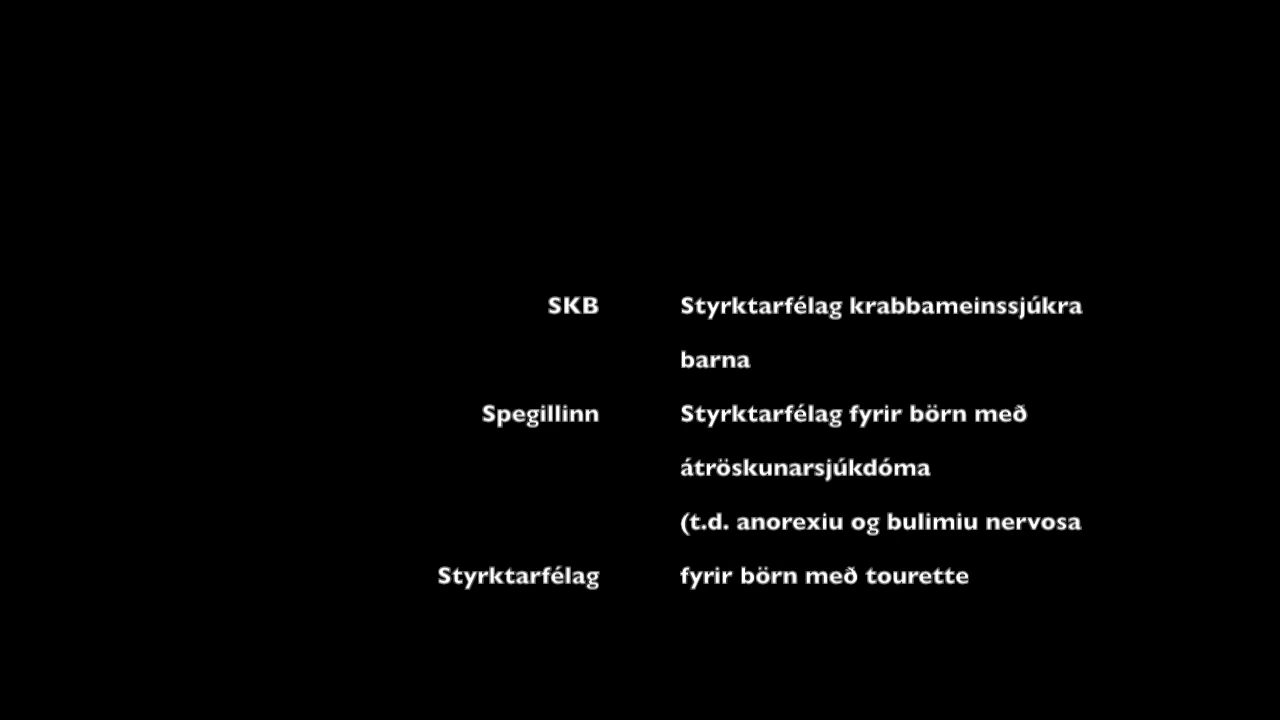 SKB Styrktarfélag krabbameinssjúkra
barna
Spegillinn Styrktarfélag fyrir börn með
átröskunarsjúkdóma
(t.d. anorexiu og bulimiu nervosa
Styrktarfélag fyrir börn með tourette